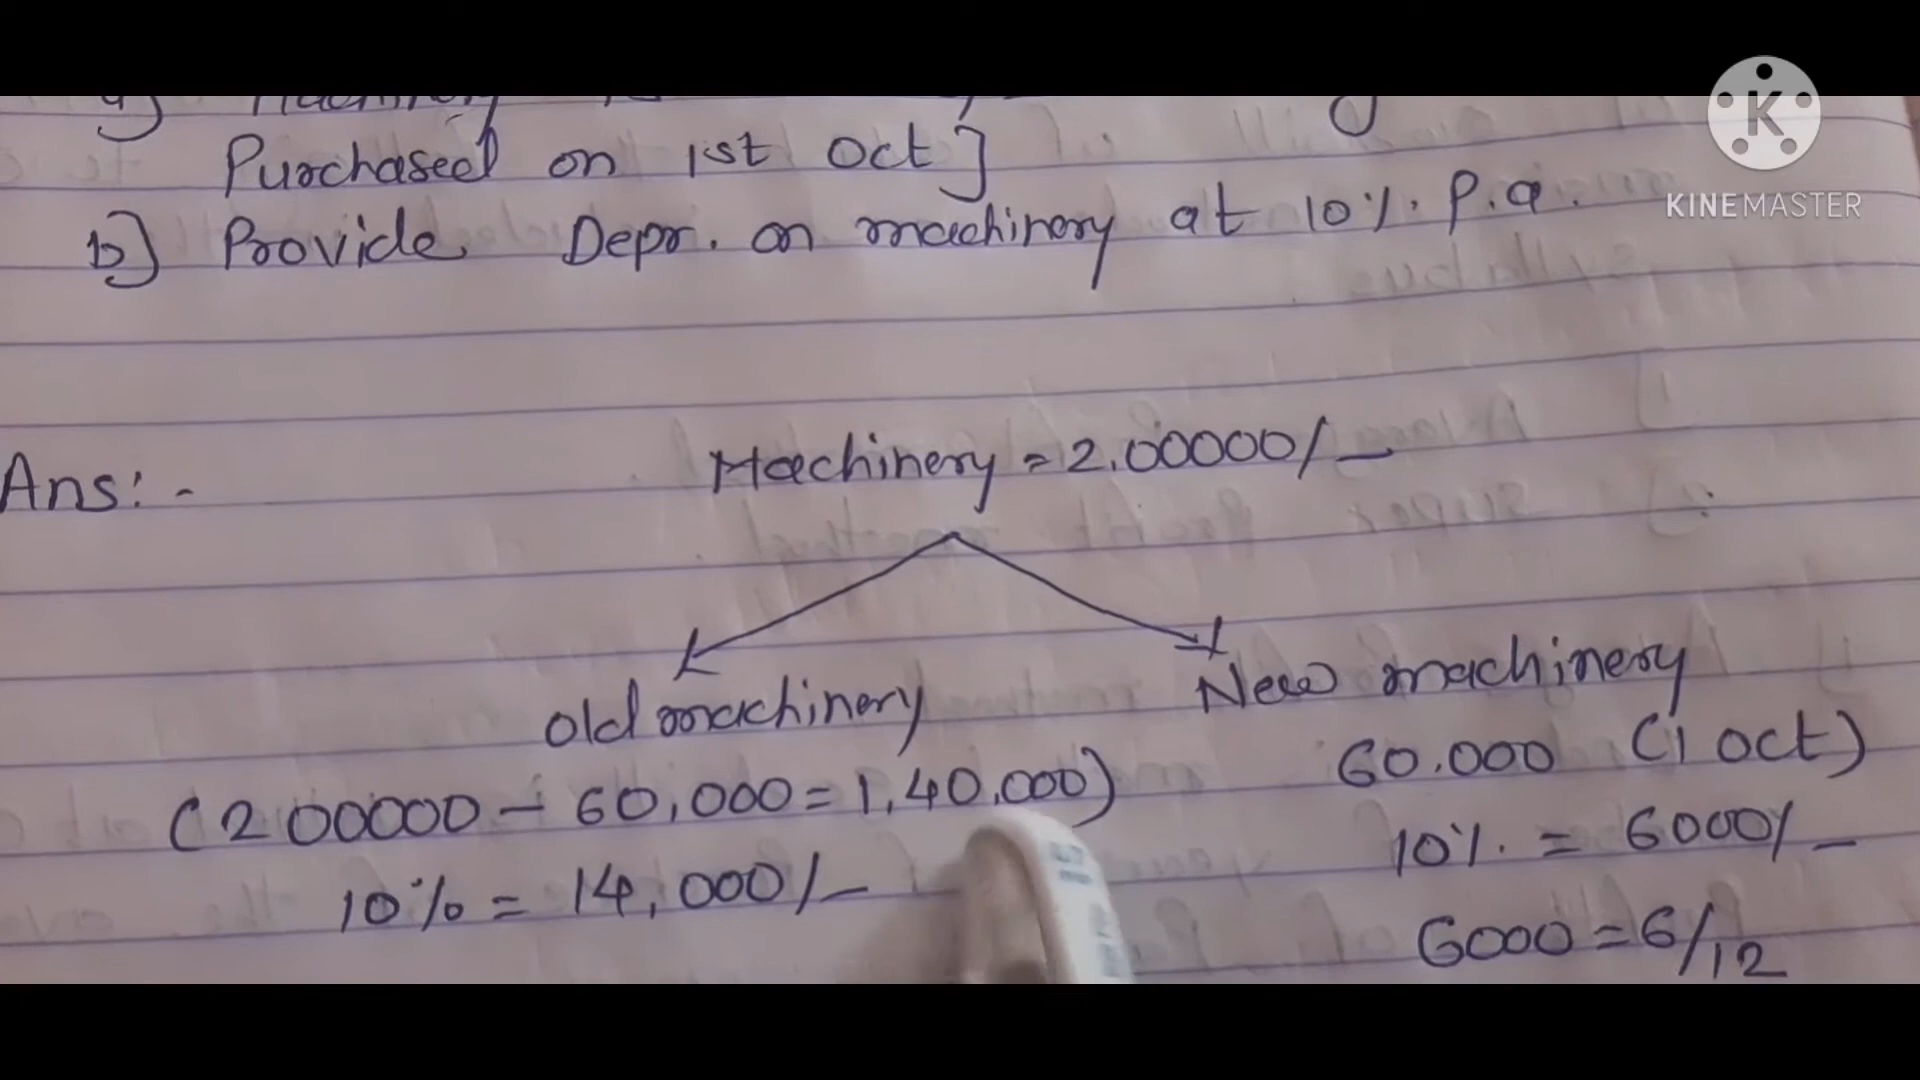 a) Machinery
Purchased on 1st Oct]
b) Provide Depr. on machinery at 10%. P.a.
KINEMASTER
Ans:-
Machinery = 2,00000/-
Old machinery
New machinery
(200000 - 60,000 = 1,40,000)
60.000 (1 oct)
10% = 14,000/-
10%. = 6000/-
6000 = 6/12